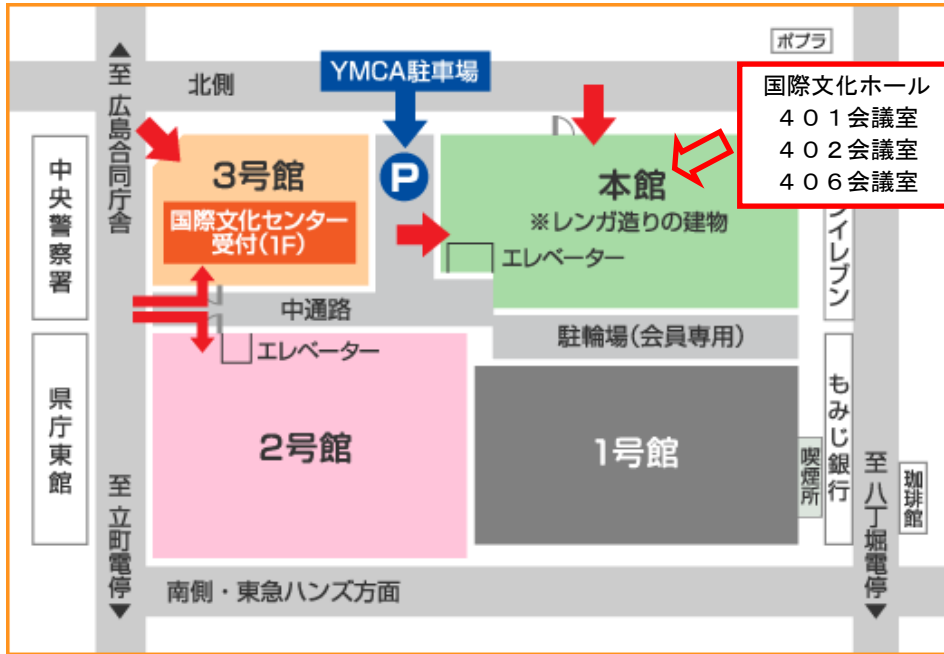 ポプラ
YMCA駐車場
北側
▲至 広島合同庁舎
国際文化ホール
４０１会議室
４０２会議室
４０６会議室
中央警察署
3号館
国際文化センター
受付(1F)
P
本館
※レンガ造りの建物
エレベーター
イレブン
中通路
駐輪場(会員専用)
エレベーター
県庁東館
2号館
1号館
喫煙所
もみじ銀行
珈琲館
至 立町電停▼
至 八丁堀電停▼
南側・東急ハンズ方面